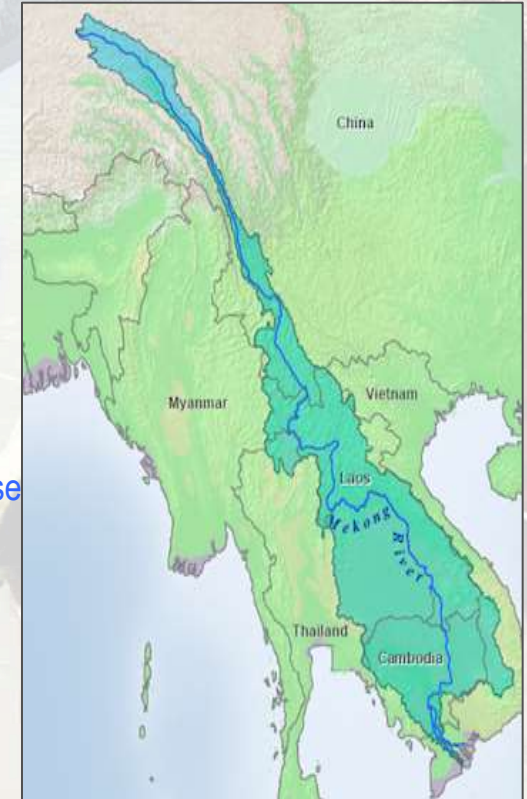 China
Myanmar
Vietnam
Laos
Mekong River
Thailand
Cambodia
se